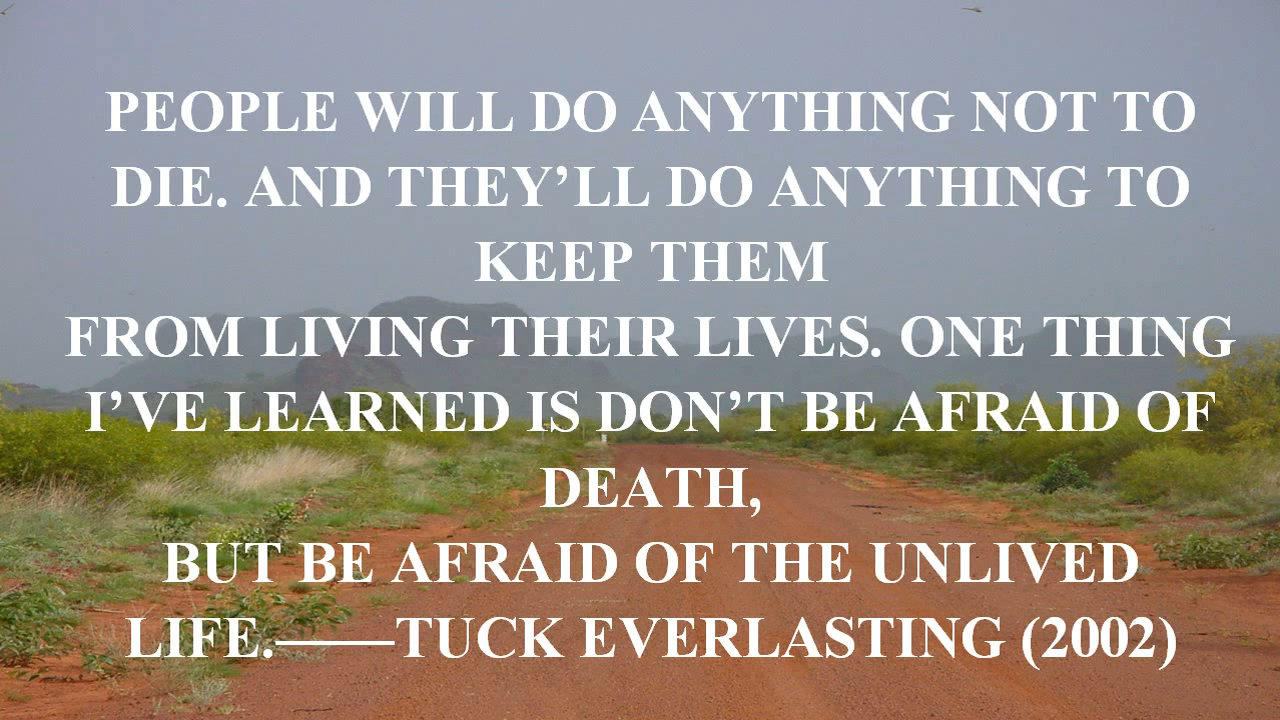 PEOPLE WILL DO ANYTHING NOT TO
DIE. AND THEY’LL DO ANYTHING TO
KEEP THEM
FROM LIVING THEIR LIVES. ONE THING
I’VE LEARNED IS DON’T BE AFRAID OF
DEATH,
BUT BE AFRAID OF THE UNLIVED
LIFE.——TUCK EVERLASTING (2002)